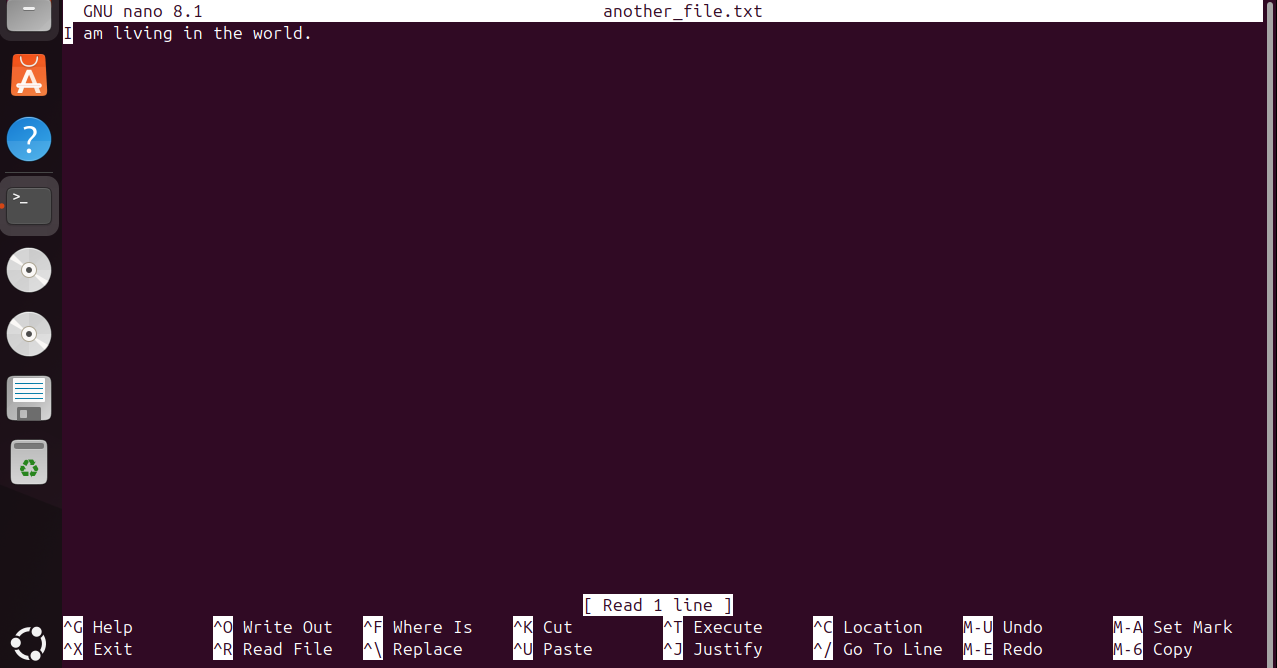 GNU nano 8.1 another_file.txt
I am living in the world.
[ Read 1 line ]
^G Help ^O Write Out ^F Where Is ^K Cut ^T Execute ^C Location M-U Undo M-A Set Mark
^X Exit ^R Read File ^\ Replace ^U Paste ^J Justify ^/ Go To Line M-E Redo M-6 Copy